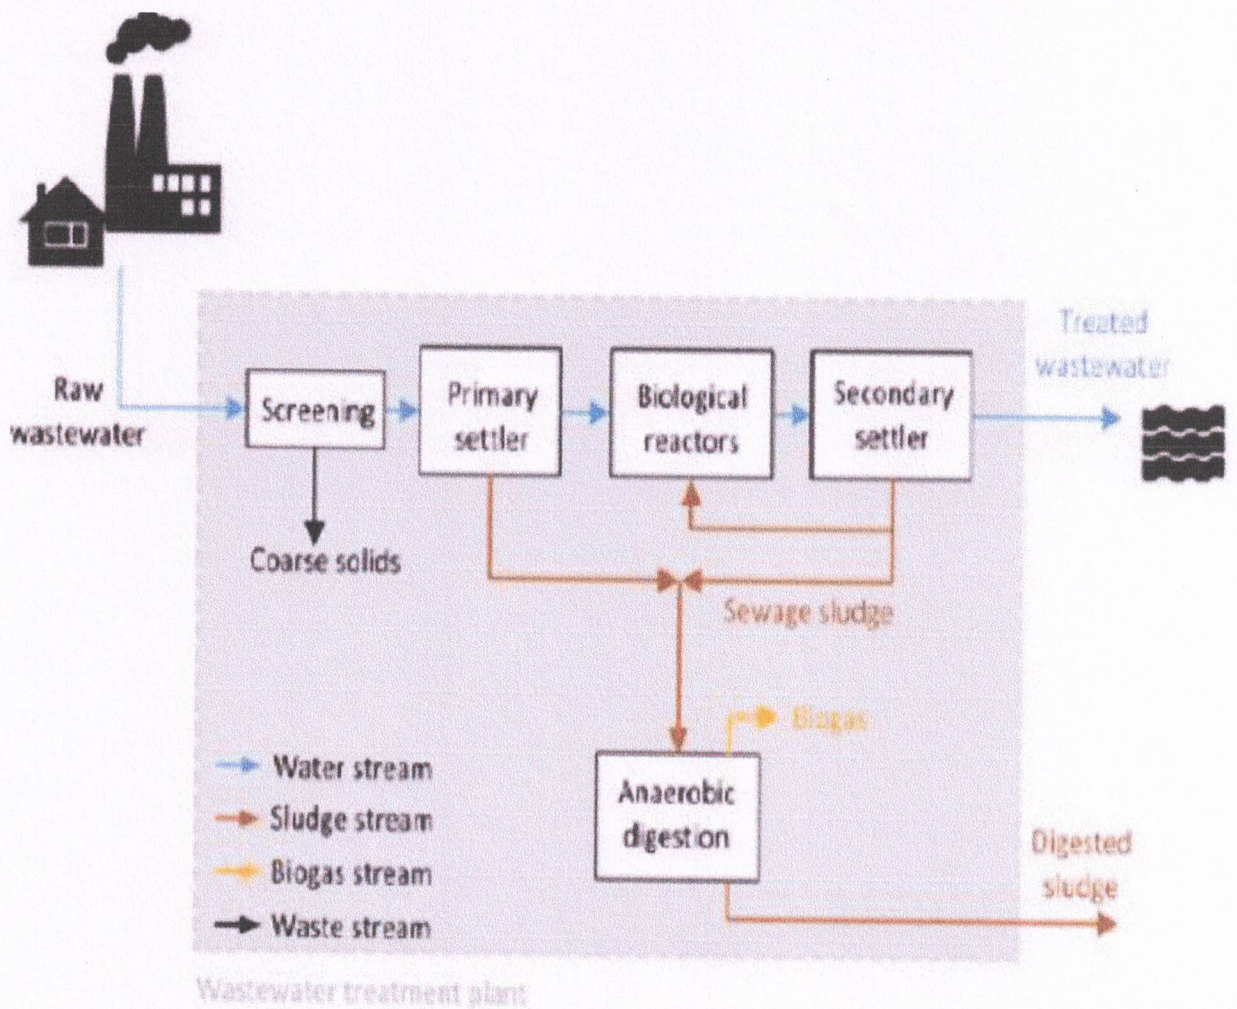 Raw
wastewater
Screening
Coarse solids
Primary
settler
Biological
reactors
Secondary
settler
Treated
wastewater
Sewage sludge
Biogas
Anaerobic
digestion
Digested
sludge
Water stream
Sludge stream
Biogas stream
Waste stream
Wastewater treatment plant